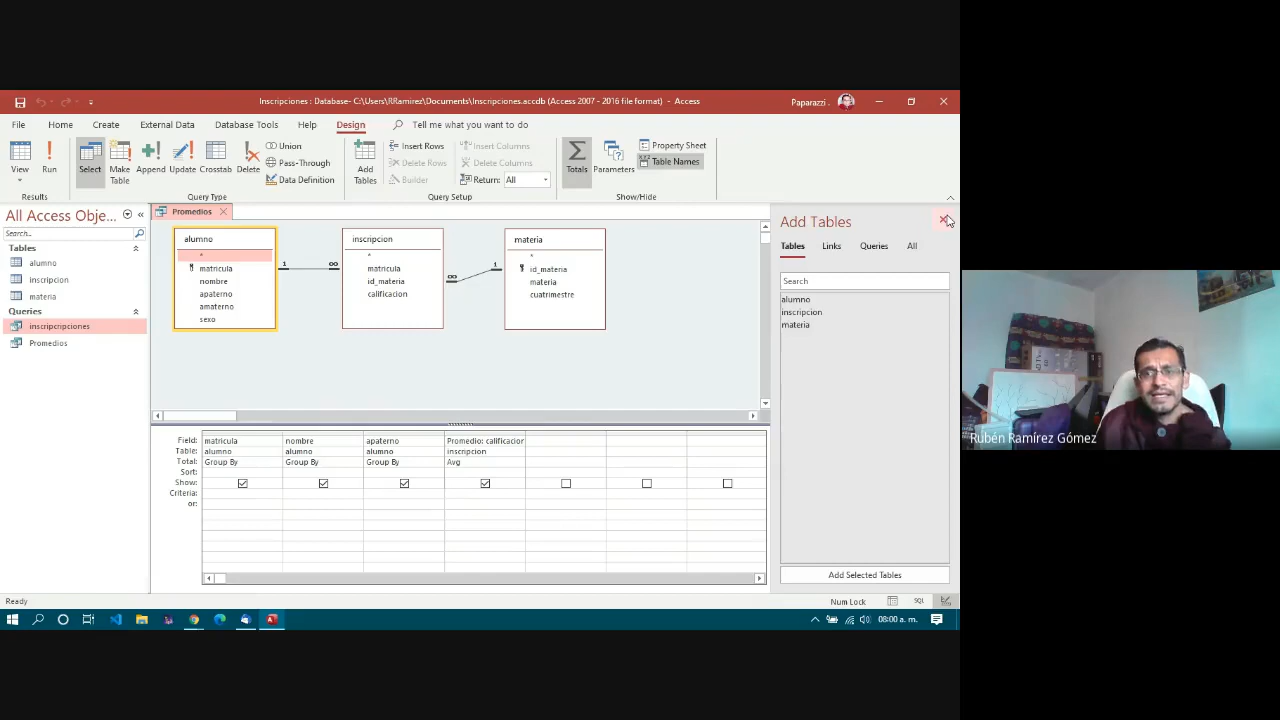 Inscripciones : Database- C:\Users\RRamirez\Documents\Inscripciones.accdb (Access 2007 - 2016 file format) - Access
Paparazzi .
File Home Create External Data Database Tools Help Design Tell me what you want to do
View
Run
Results
Select
Make Table
Append
Update
Crosstab
Delete
Union
Pass-Through
Data Definition
Query Type
Add Tables
Insert Rows
Delete Rows
Builder
Insert Columns
Delete Columns
Return: All
Query Setup
Totals
Parameters
Property Sheet
Table Names
Show/Hide
All Access Obje...
Search...
Tables
alumno
inscripcion
materia
Queries
inscripcripciones
Promedios
Promedios
alumno
*
matricula
nombre
apaterno
amaterno
sexo
1
∞
inscripcion
*
matricula
id_materia
calificacion
∞
1
materia
*
id_materia
materia
cuatrimestre
Field: matricula nombre apaterno Promedio: calificacior
Table: alumno alumno alumno inscripcion
Total: Group By Group By Group By Avg
Sort:
Show:
Criteria:
or:
Add Tables
Tables Links Queries All
Search
alumno
inscripcion
materia
Add Selected Tables
Rubén Ramírez Gómez
Ready
Num Lock
SQL
08:00 a. m.